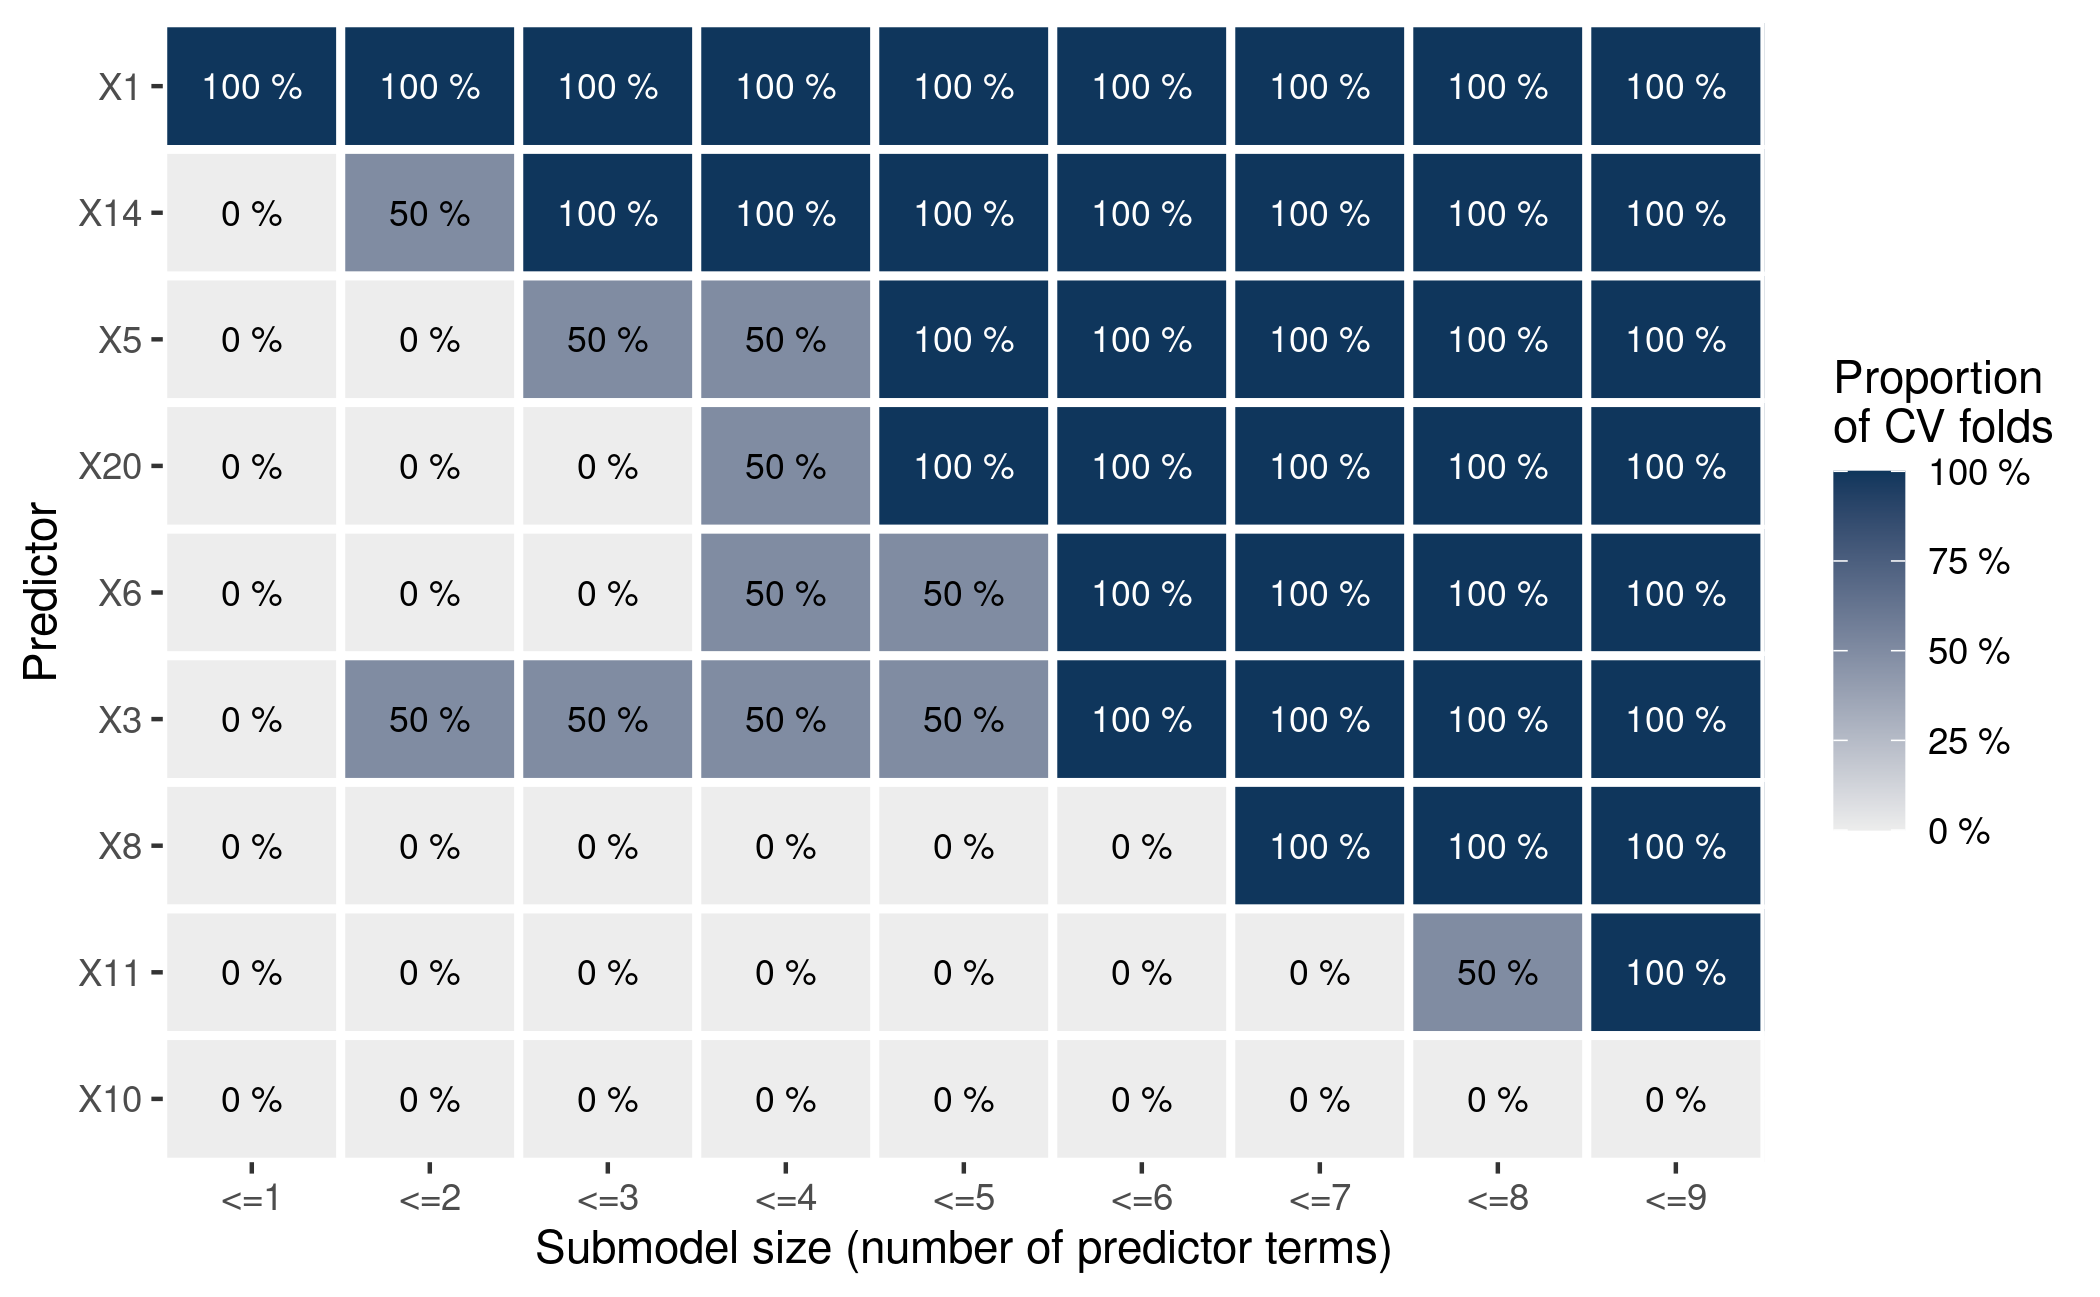 X1 100 % 100 % 100 % 100 % 100 % 100 % 100 % 100 % 100 %
X14 0 % 50 % 100 % 100 % 100 % 100 % 100 % 100 % 100 %
X5 0 % 0 % 50 % 50 % 100 % 100 % 100 % 100 % 100 %
X20 0 % 0 % 0 % 50 % 100 % 100 % 100 % 100 % 100 %
X6 0 % 0 % 0 % 50 % 50 % 100 % 100 % 100 % 100 %
X3 0 % 50 % 50 % 50 % 50 % 100 % 100 % 100 % 100 %
X8 0 % 0 % 0 % 0 % 0 % 0 % 100 % 100 % 100 %
X11 0 % 0 % 0 % 0 % 0 % 0 % 0 % 50 % 100 %
X10 0 % 0 % 0 % 0 % 0 % 0 % 0 % 0 % 0 %
<=1 <=2 <=3 <=4 <=5 <=6 <=7 <=8 <=9
Submodel size (number of predictor terms)
Predictor
Proportion
of CV folds
100 %
75 %
50 %
25 %
0 %